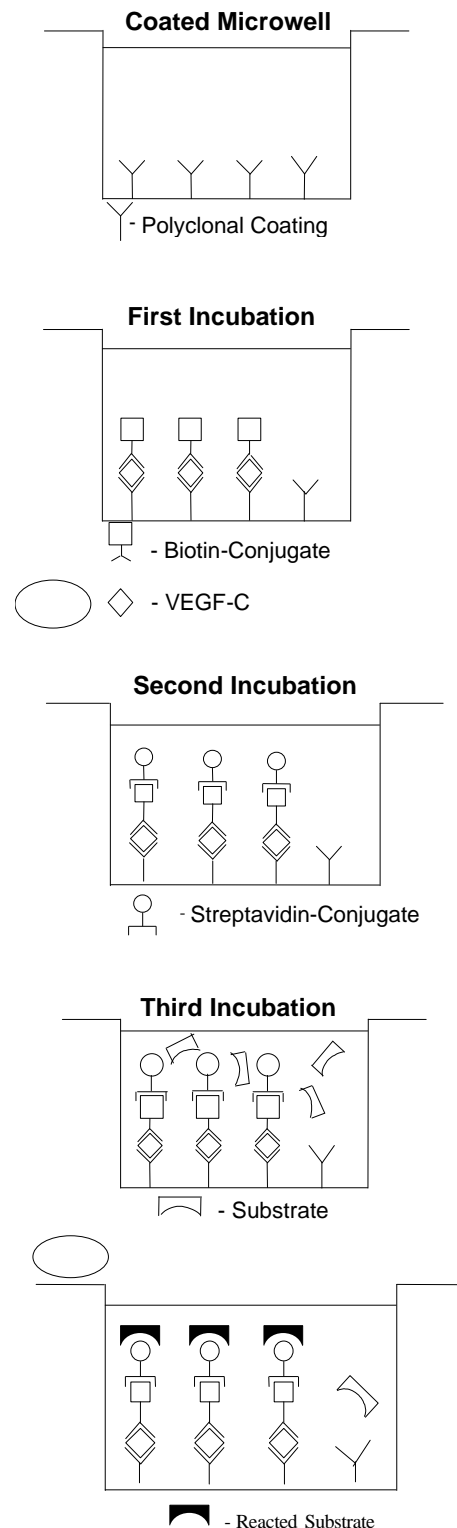 Coated Microwell
- Polyclonal Coating
First Incubation
- Biotin-Conjugate
- VEGF-C
Second Incubation
- Streptavidin-Conjugate
Third Incubation
- Substrate
- Reacted Substrate